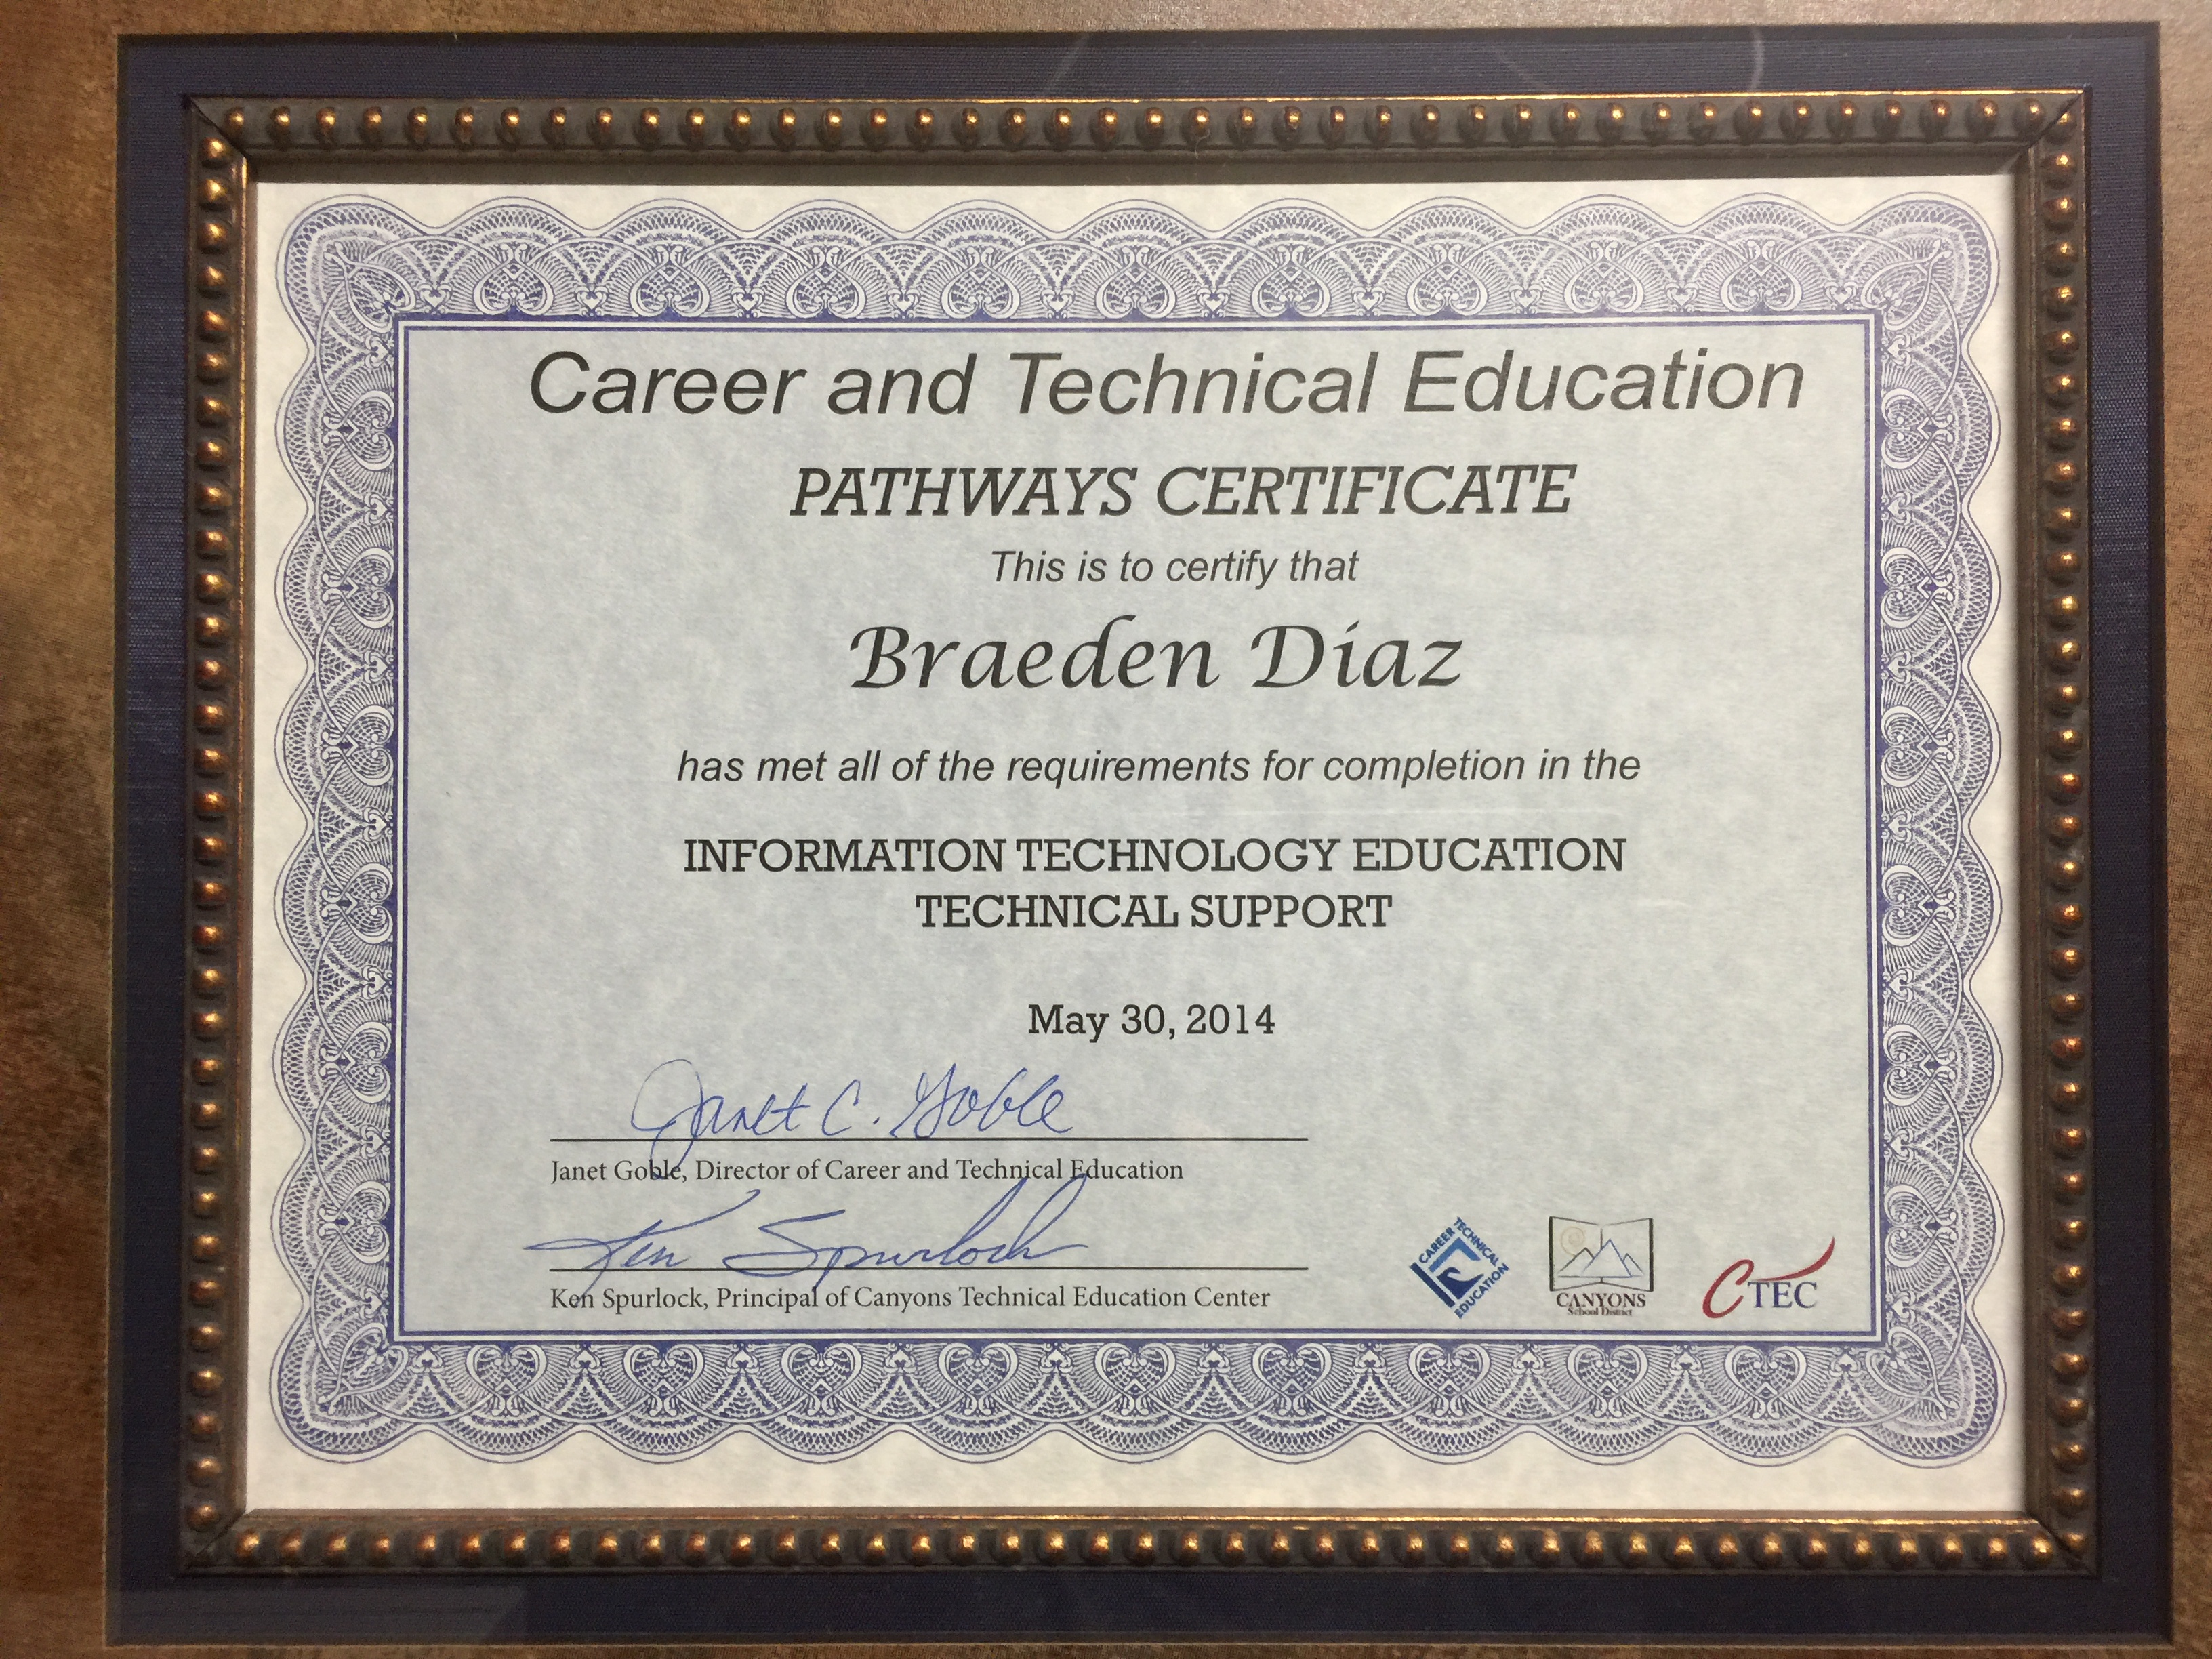 Career and Technical Education
PATHWAYS CERTIFICATE
This is to certify that
Braeden Diaz
has met all of the requirements for completion in the
INFORMATION TECHNOLOGY EDUCATION
TECHNICAL SUPPORT
May 30, 2014
Janet C. Goble
Janet Goble, Director of Career and Technical Education
Ken Spurlock
Ken Spurlock, Principal of Canyons Technical Education Center
CAREER TECHNICAL EDUCATION
CANYONS
School District
CTEC